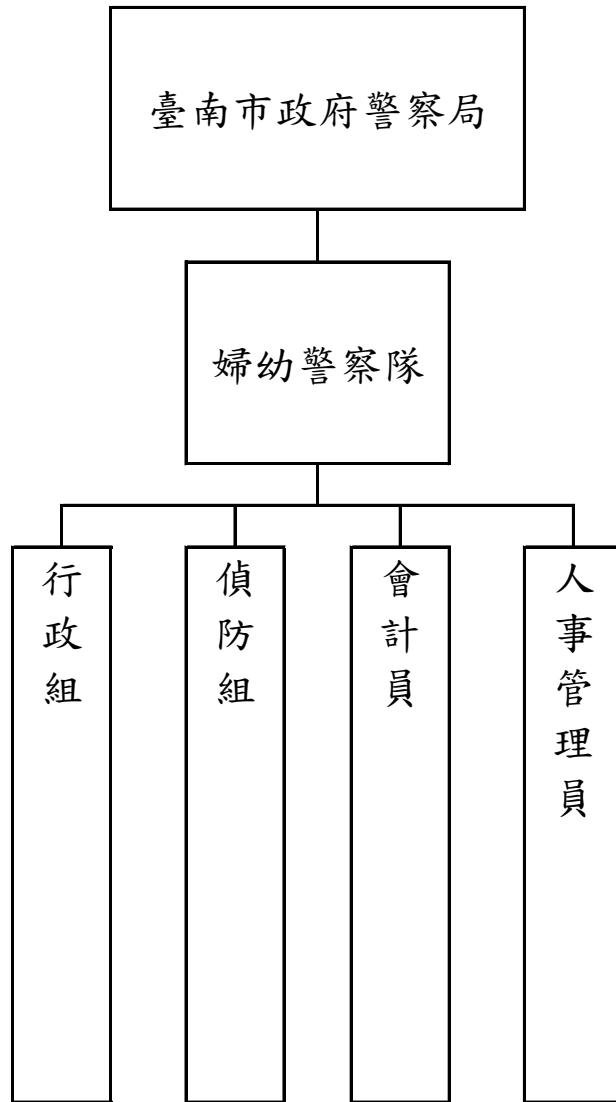 臺南市政府警察局
婦幼警察隊
行政組
偵防組
會計員
人事管理員